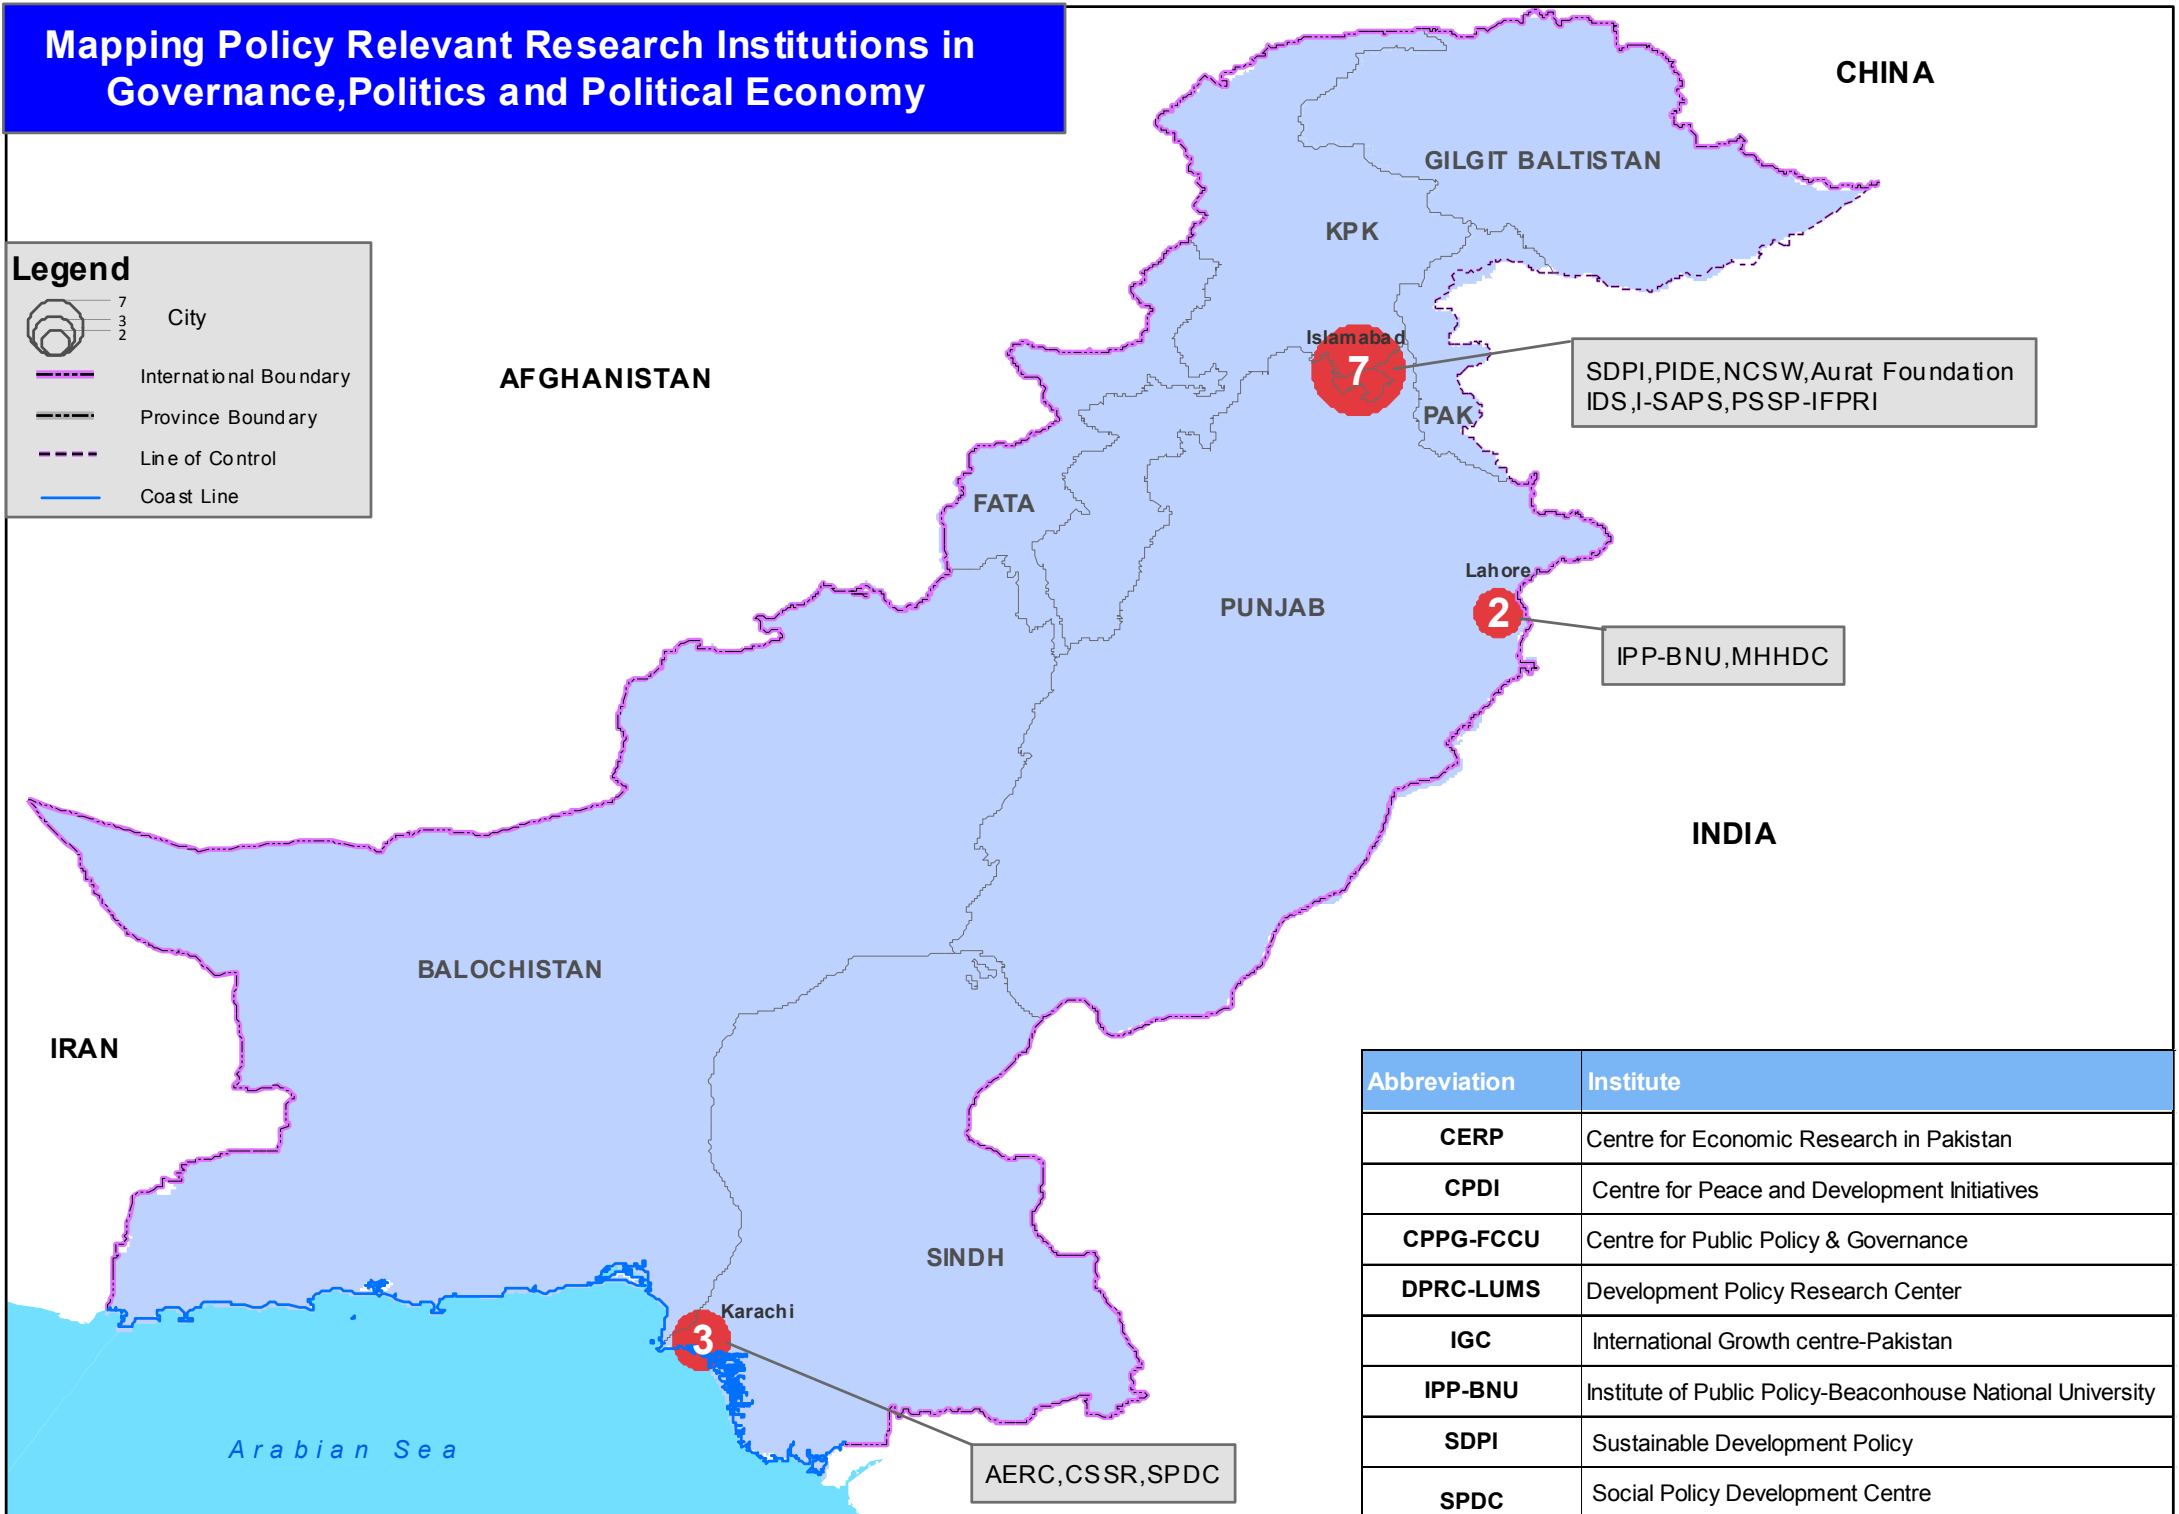 Mapping Policy Relevant Research Institutions in
Governance,Politics and Political Economy
CHINA
GILGIT BALTISTAN
KPK
Legend
7
3
2
City
International Boundary
Province Boundary
Line of Control
Coast Line
AFGHANISTAN
Islamabad
7
SDPI,PIDE,NCSW,Aurat Foundation
IDS,I-SAPS,PSSP-IFPRI
PAK
FATA
Lahore
2
PUNJAB
IPP-BNU,MHHDC
INDIA
BALOCHISTAN
IRAN
SINDH
Karachi
3
Arabian Sea
AERC,CSSR,SPDC
Abbreviation Institute
CERP Centre for Economic Research in Pakistan
CPDI Centre for Peace and Development Initiatives
CPPG-FCCU Centre for Public Policy & Governance
DPRC-LUMS Development Policy Research Center
IGC International Growth centre-Pakistan
IPP-BNU Institute of Public Policy-Beaconhouse National University
SDPI Sustainable Development Policy
SPDC Social Policy Development Centre